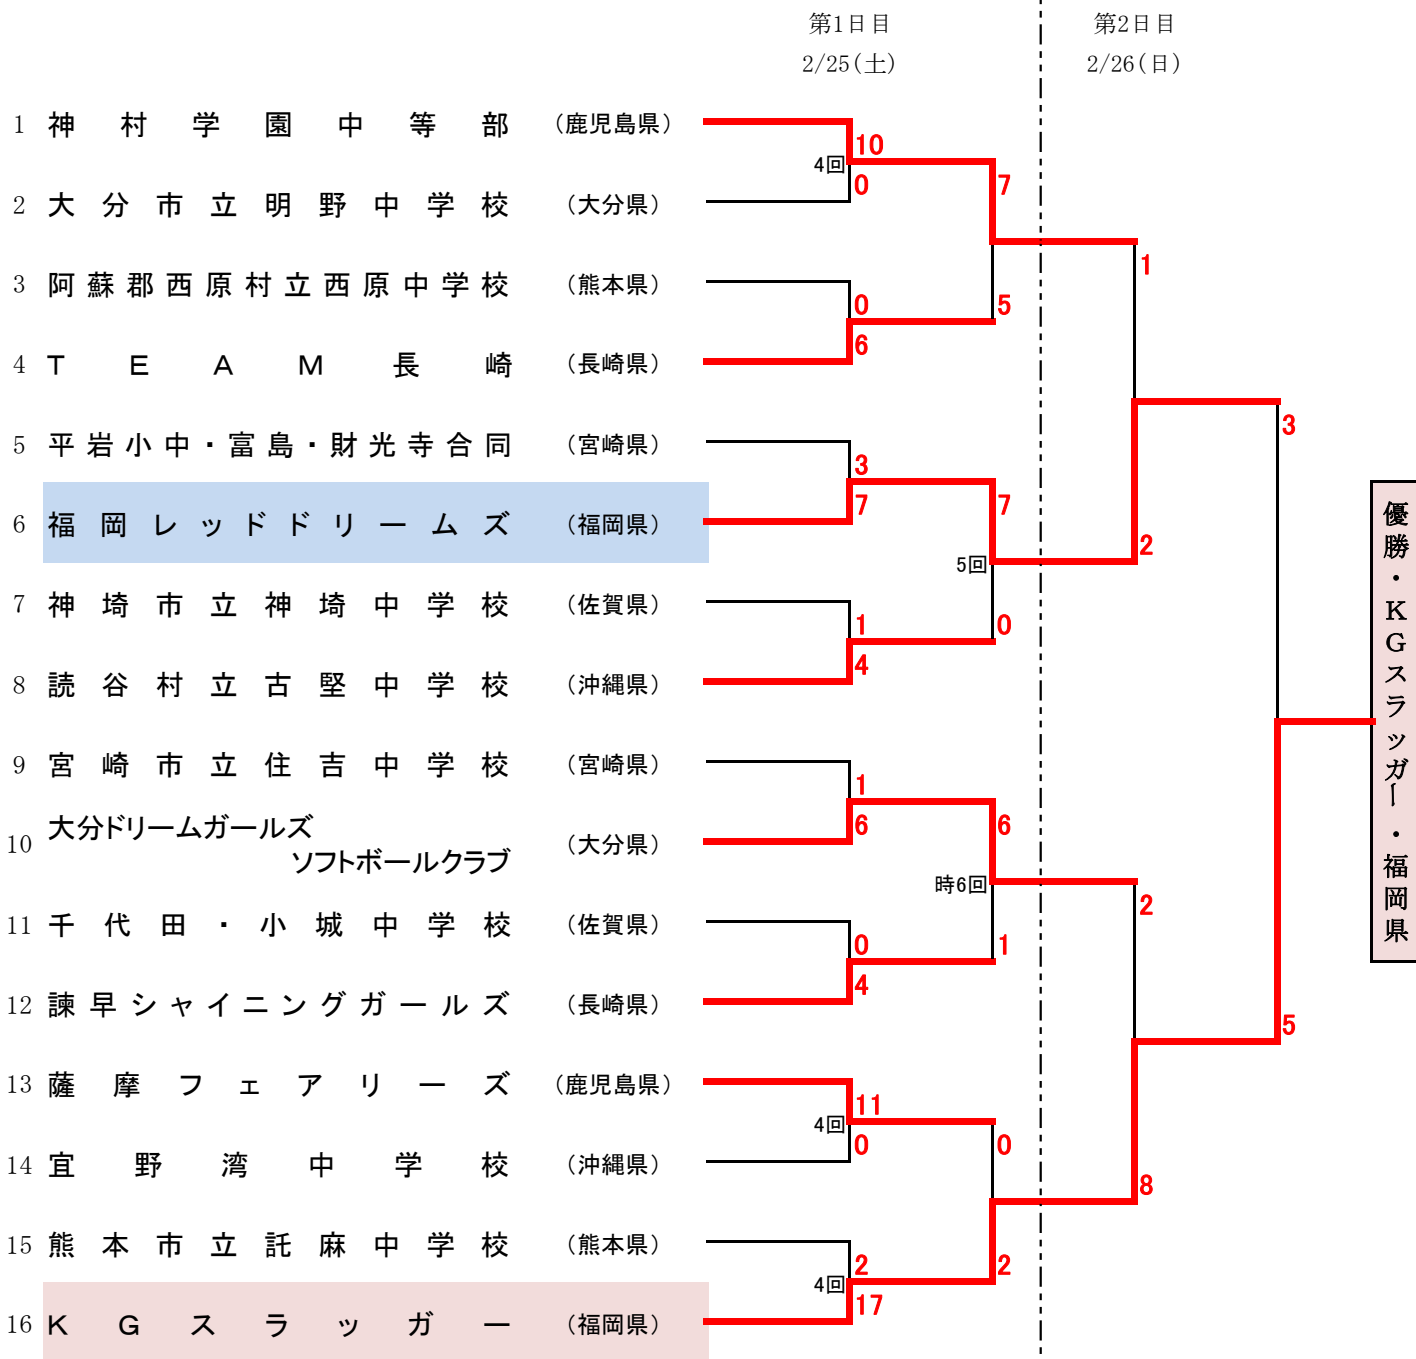 第1日目 第2日目
2/25(土) 2/26(日)
1 神村学園中等部 (鹿児島県)
10
4回
0
7
2 大分市立明野中学校 (大分県)
1
3 阿蘇郡西原村立西原中学校 (熊本県)
0
5
6
4 TEAM長崎 (長崎県)
3
5 平岩小中・富島・財光寺合同 (宮崎県)
3
7
7
6 福岡レッドドリームズ (福岡県)
2
5回
7 神埼市立神埼中学校 (佐賀県)
1
0
4
8 読谷村立古堅中学校 (沖縄県)
優勝・KGスラッガー・福岡県
9 宮崎市立住吉中学校 (宮崎県)
1
6
6
10 大分ドリームガールズ
ソフトボールクラブ (大分県)
時6回
2
11 千代田・小城中学校 (佐賀県)
0
1
4
12 諫早シャイニングガールズ (長崎県)
5
13 薩摩フェアリーズ (鹿児島県)
11
4回
0
0
14 宜野湾中学校 (沖縄県)
8
15 熊本市立託麻中学校 (熊本県)
2
2
4回
17
16 KGスラッガー (福岡県)